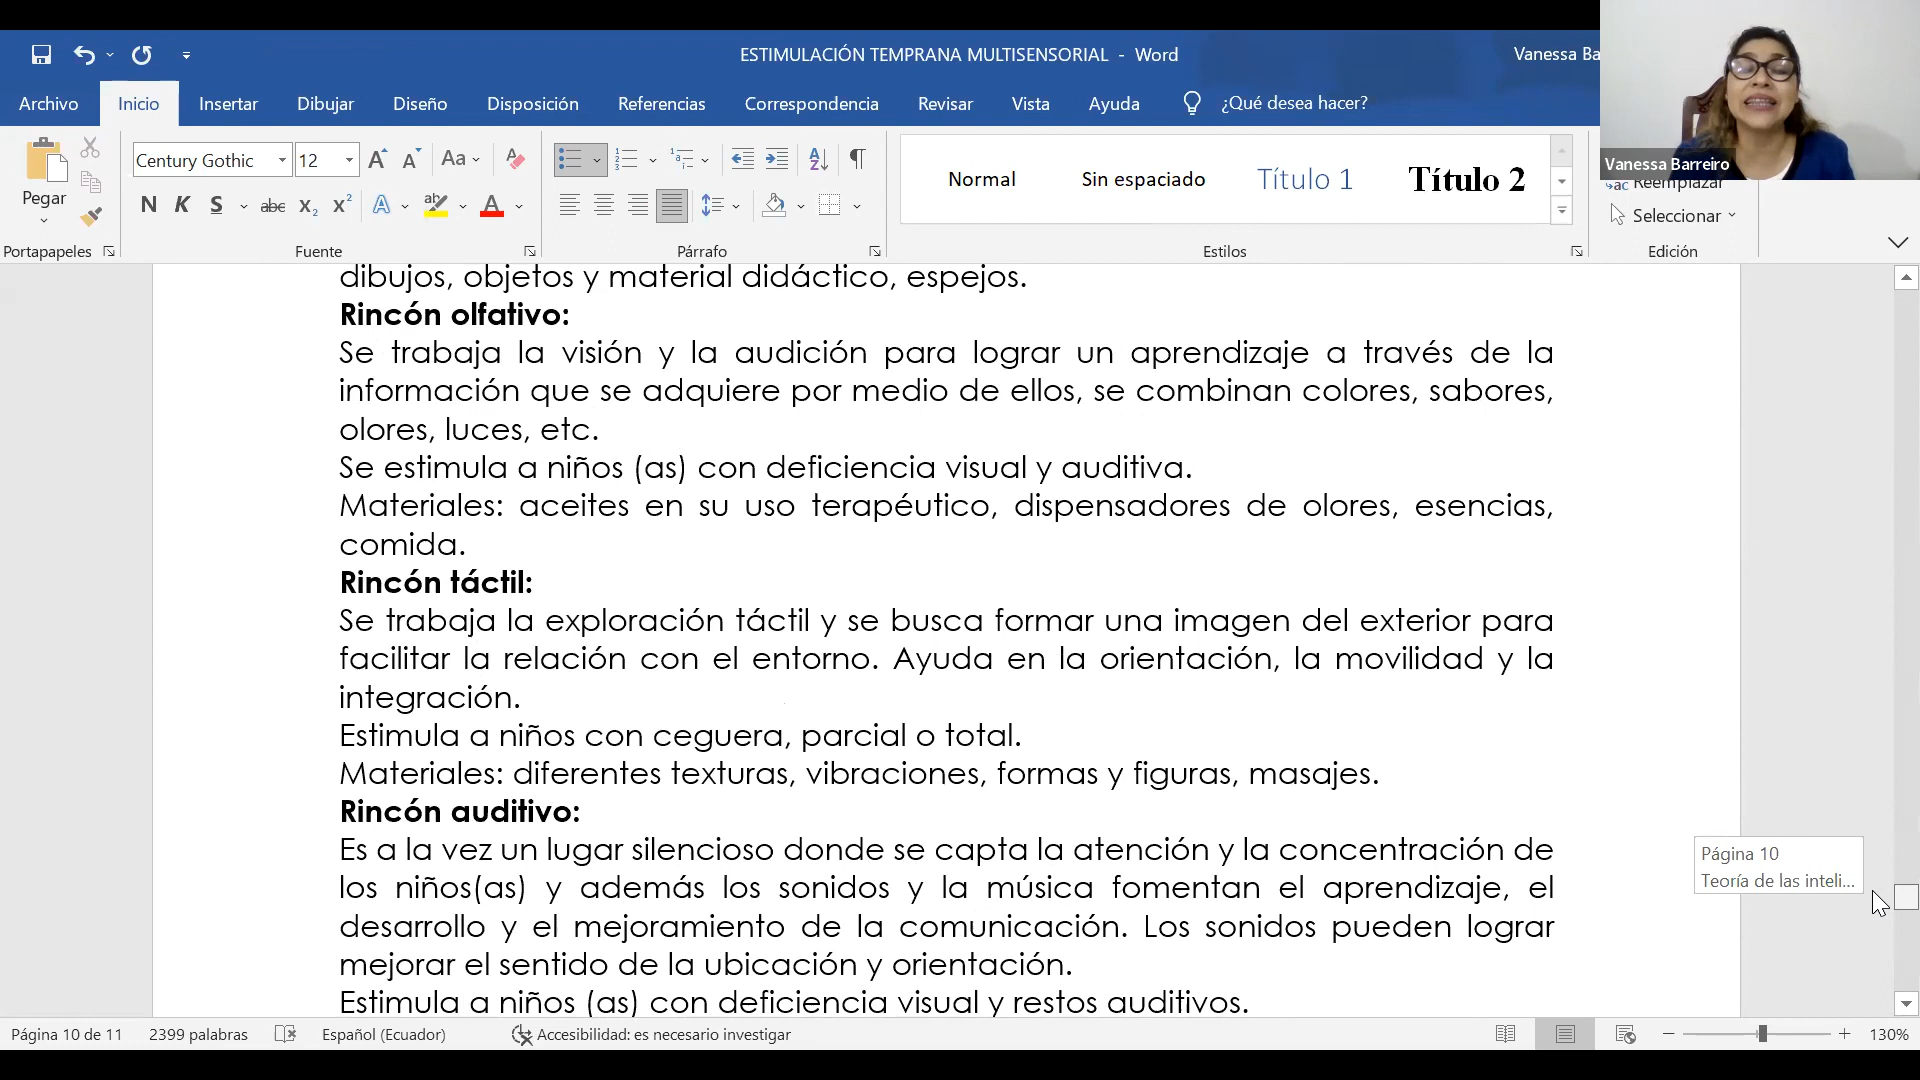 ESTIMULACIÓN TEMPRANA MULTISENSORIAL - Word
Vanessa Ba
Archivo Inicio Insertar Dibujar Diseño Disposición Referencias Correspondencia Revisar Vista Ayuda ¿Qué desea hacer?
Pegar
Century Gothic 12
Aa
N K S abc x₂ x² A ab A
Normal Sin espaciado Título 1 Título 2
Vanessa Barreiro
Reemplazar
Seleccionar
Portapapeles Fuente Párrafo Estilos Edición
dibujos, objetos y material didáctico, espejos.
Rincón olfativo:
Se trabaja la visión y la audición para lograr un aprendizaje a través de la
información que se adquiere por medio de ellos, se combinan colores, sabores,
olores, luces, etc.
Se estimula a niños (as) con deficiencia visual y auditiva.
Materiales: aceites en su uso terapéutico, dispensadores de olores, esencias,
comida.
Rincón táctil:
Se trabaja la exploración táctil y se busca formar una imagen del exterior para
facilitar la relación con el entorno. Ayuda en la orientación, la movilidad y la
integración.
Estimula a niños con ceguera, parcial o total.
Materiales: diferentes texturas, vibraciones, formas y figuras, masajes.
Rincón auditivo:
Es a la vez un lugar silencioso donde se capta la atención y la concentración de
los niños(as) y además los sonidos y la música fomentan el aprendizaje, el
desarrollo y el mejoramiento de la comunicación. Los sonidos pueden lograr
mejorar el sentido de la ubicación y orientación.
Estimula a niños (as) con deficiencia visual y restos auditivos.
Página 10
Teoría de las inteli...
Página 10 de 11 2399 palabras Español (Ecuador) Accesibilidad: es necesario investigar 130%